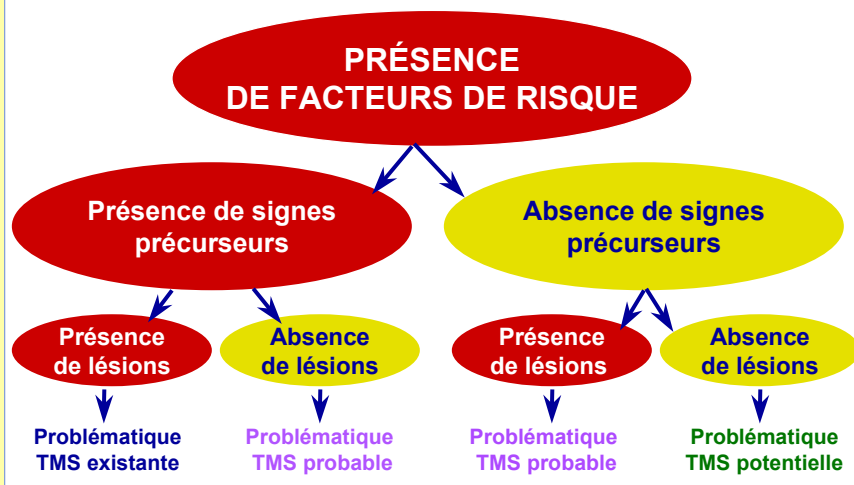 PRÉSENCE
DE FACTEURS DE RISQUE
Présence de signes
précurseurs
Absence de signes
précurseurs
Présence
de lésions
Absence
de lésions
Présence
de lésions
Absence
de lésions
Problématique
TMS existante
Problématique
TMS probable
Problématique
TMS probable
Problématique
TMS potentielle